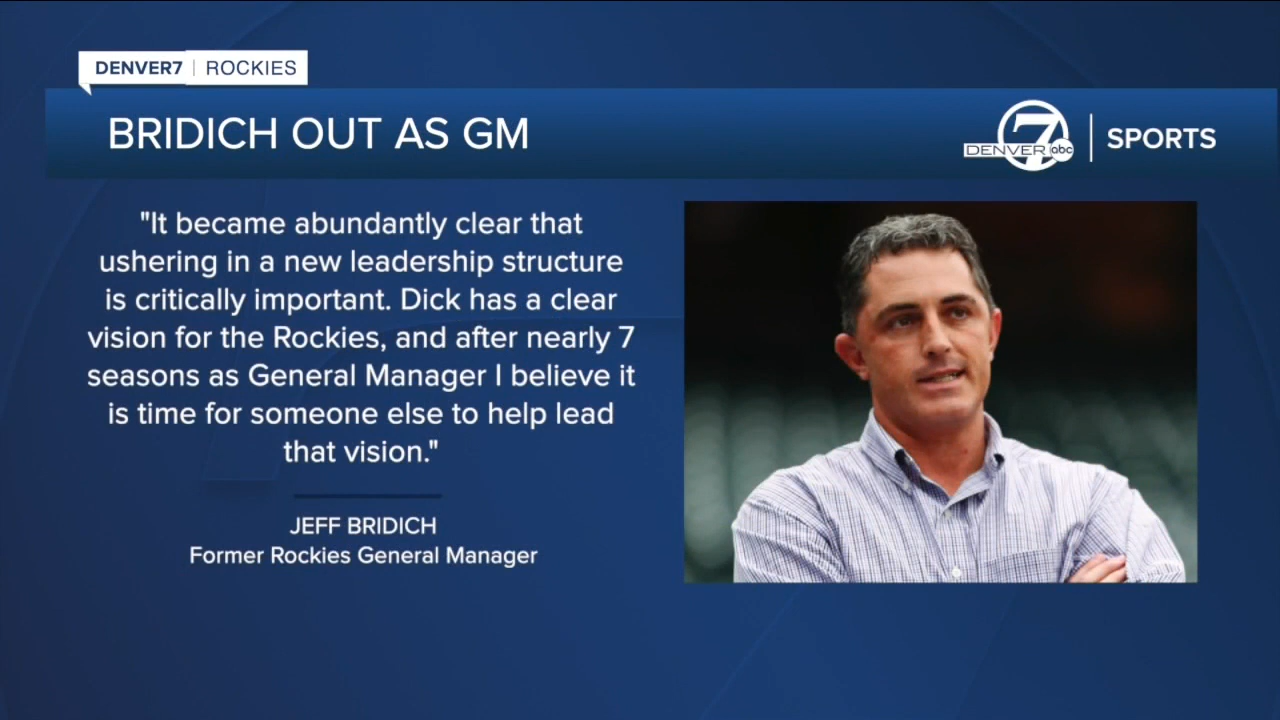 DENVER7 | ROCKIES
BRIDICH OUT AS GM
7
DENVER abc
SPORTS
"It became abundantly clear that
ushering in a new leadership structure
is critically important. Dick has a clear
vision for the Rockies, and after nearly 7
seasons as General Manager I believe it
is time for someone else to help lead
that vision."
JEFF BRIDICH
Former Rockies General Manager